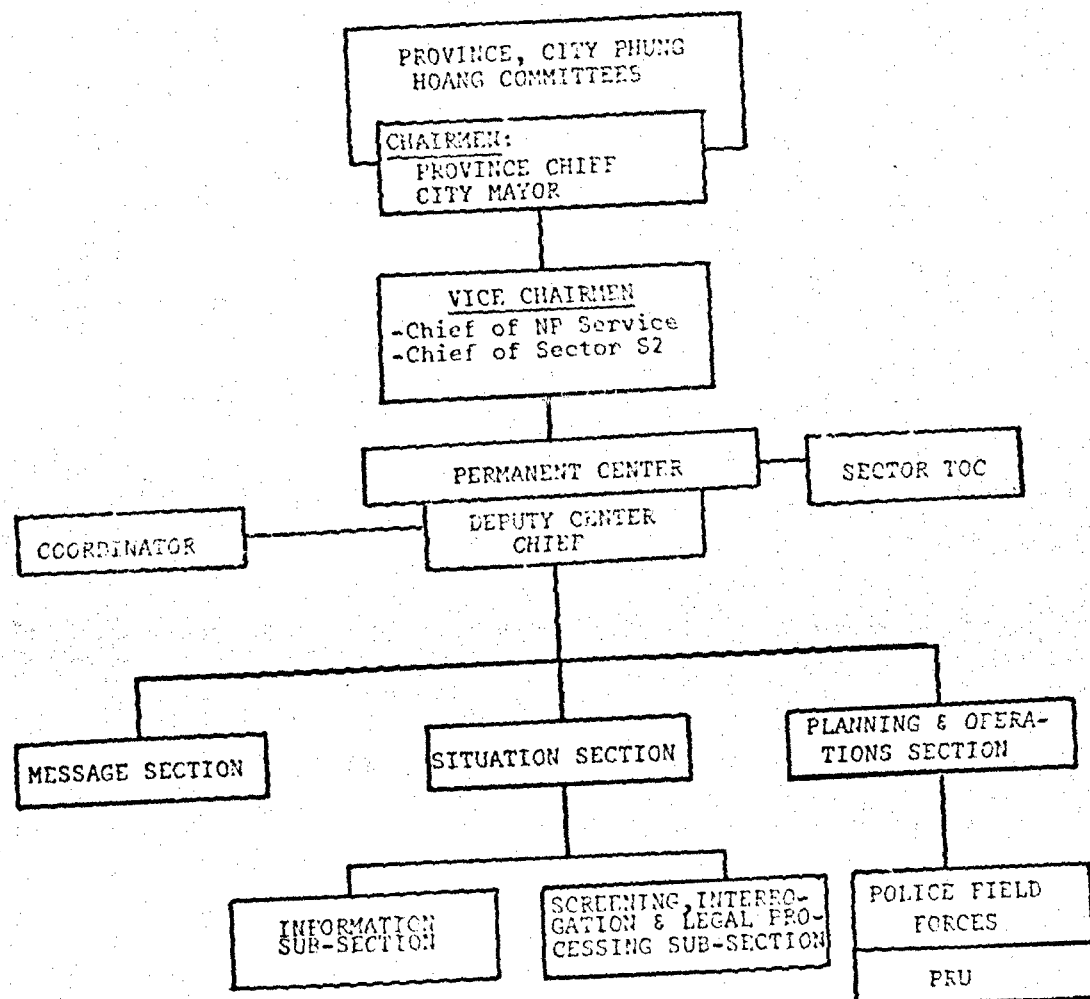 PROVINCE, CITY PHUNG
HOANG COMMITTEES
CHAIRMEN:
PROVINCE CHIEF
CITY MAYOR
VICE CHAIRMEN
-Chief of NP Service
-Chief of Sector S2
PERMANENT CENTER
SECTOR TOC
DEPUTY CENTER
CHIEF
COORDINATOR
MESSAGE SECTION
SITUATION SECTION
PLANNING & OPERA-
TIONS SECTION
INFORMATION
SUB-SECTION
SCREENING, INTERRO-
GATION & LEGAL PRO-
CESSING SUB-SECTION
POLICE FIELD
FORCES
PRU